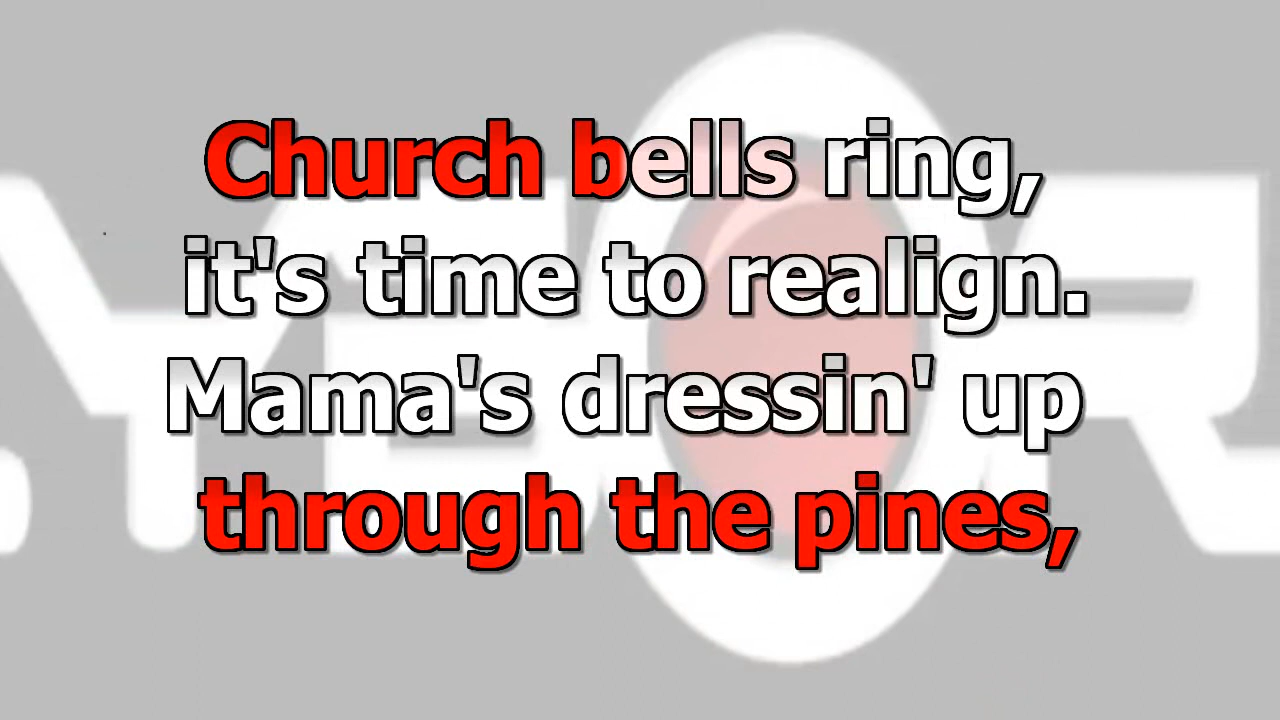 Church bells ring,
it's time to realign.
Mama's dressin' up
through the pines,